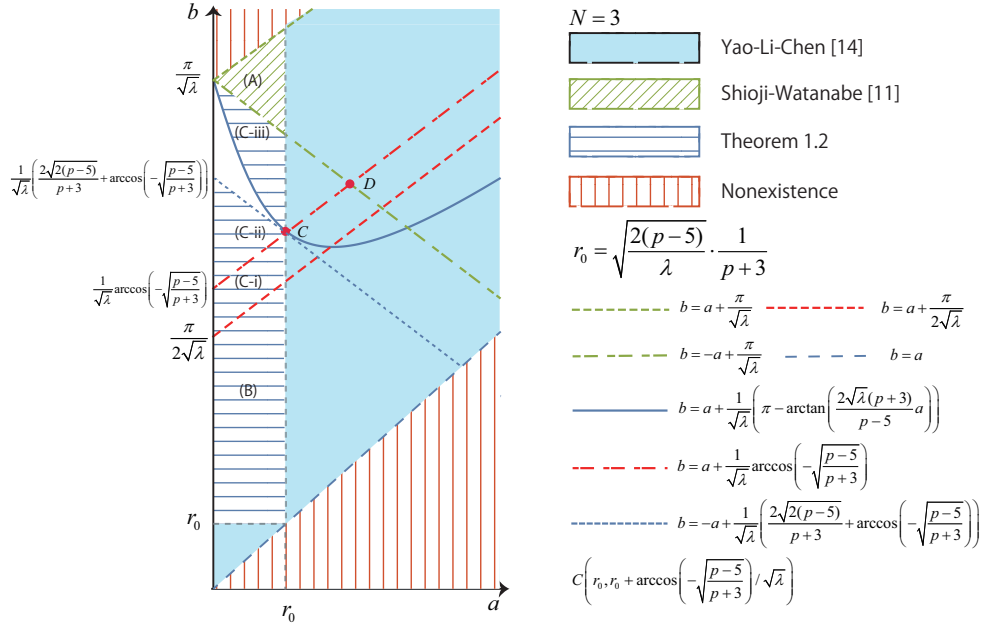 b
π/√λ
(A)
(C-iii)
1/√λ (2√(2(p−5))/(p+3) + arccos(−√((p−5)/(p+3))))
D
(C-ii)
C
(C-i)
1/√λ arccos(−√((p−5)/(p+3)))
π/(2√λ)
(B)
r₀
r₀
a
N = 3
Yao-Li-Chen [14]
Shioji-Watanabe [11]
Theorem 1.2
Nonexistence
r₀ = √(2(p−5)/λ) · 1/(p+3)
b = a + π/√λ
b = a + π/(2√λ)
b = −a + π/√λ
b = a
b = a + 1/√λ (π − arctan(2√λ(p+3)/(p−5) a))
b = a + 1/√λ arccos(−√((p−5)/(p+3)))
b = −a + 1/√λ (2√(2(p−5))/(p+3) + arccos(−√((p−5)/(p+3))))
C(r₀, r₀ + arccos(−√((p−5)/(p+3)))/√λ)